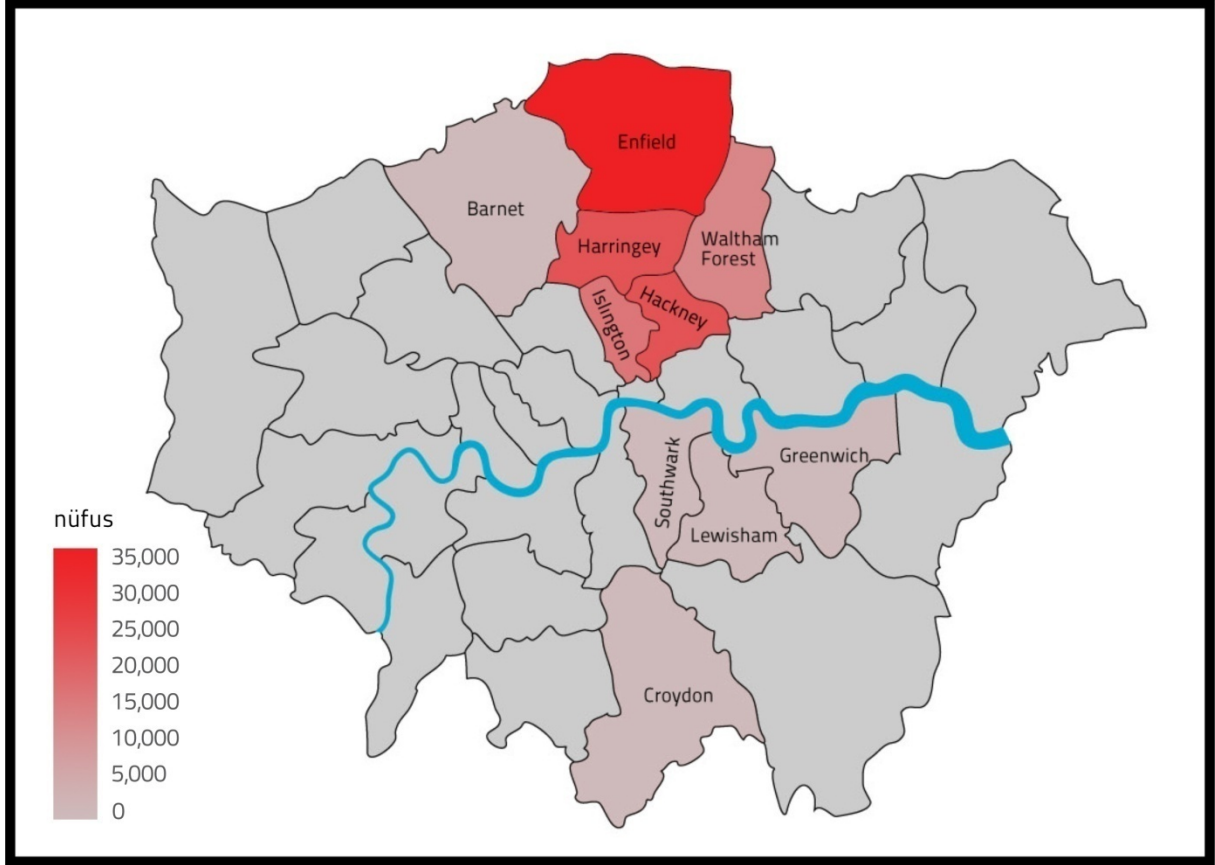 Enfield
Barnet
Harringey
Waltham
Forest
Islington
Hackney
Southwark
Greenwich
Lewisham
Croydon
nüfus
35,000
30,000
25,000
20,000
15,000
10,000
5,000
0